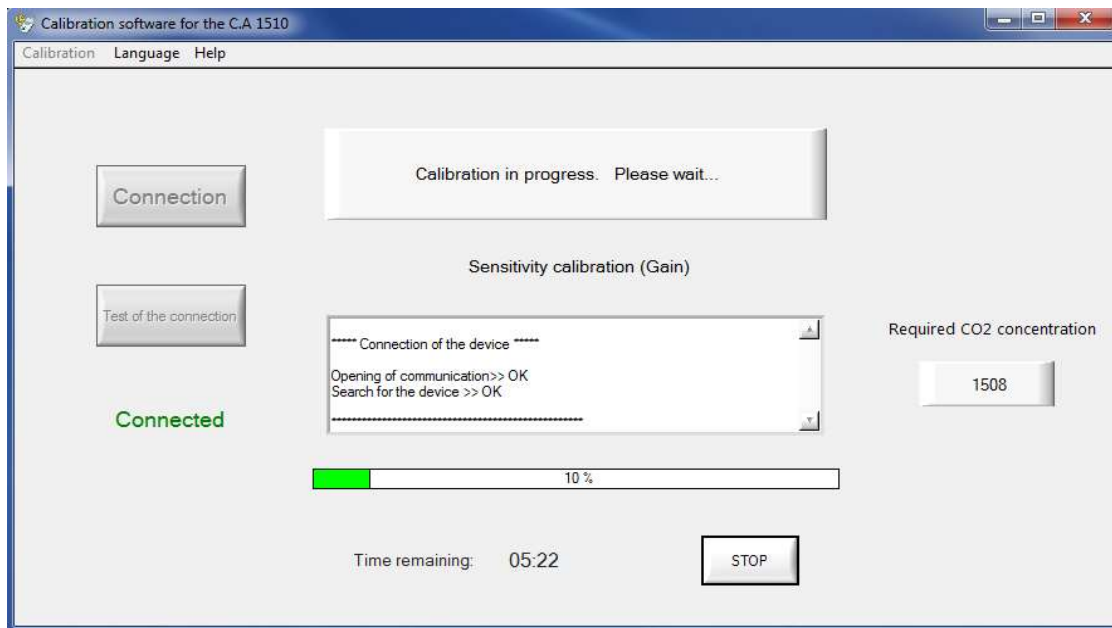 Calibration software for the C.A 1510
Calibration Language Help
Connection
Calibration in progress. Please wait...
Sensitivity calibration (Gain)
Test of the connection
***** Connection of the device *****
Opening of communication>> OK
Search for the device >> OK
Required CO2 concentration
1508
Connected
10 %
Time remaining: 05:22
STOP